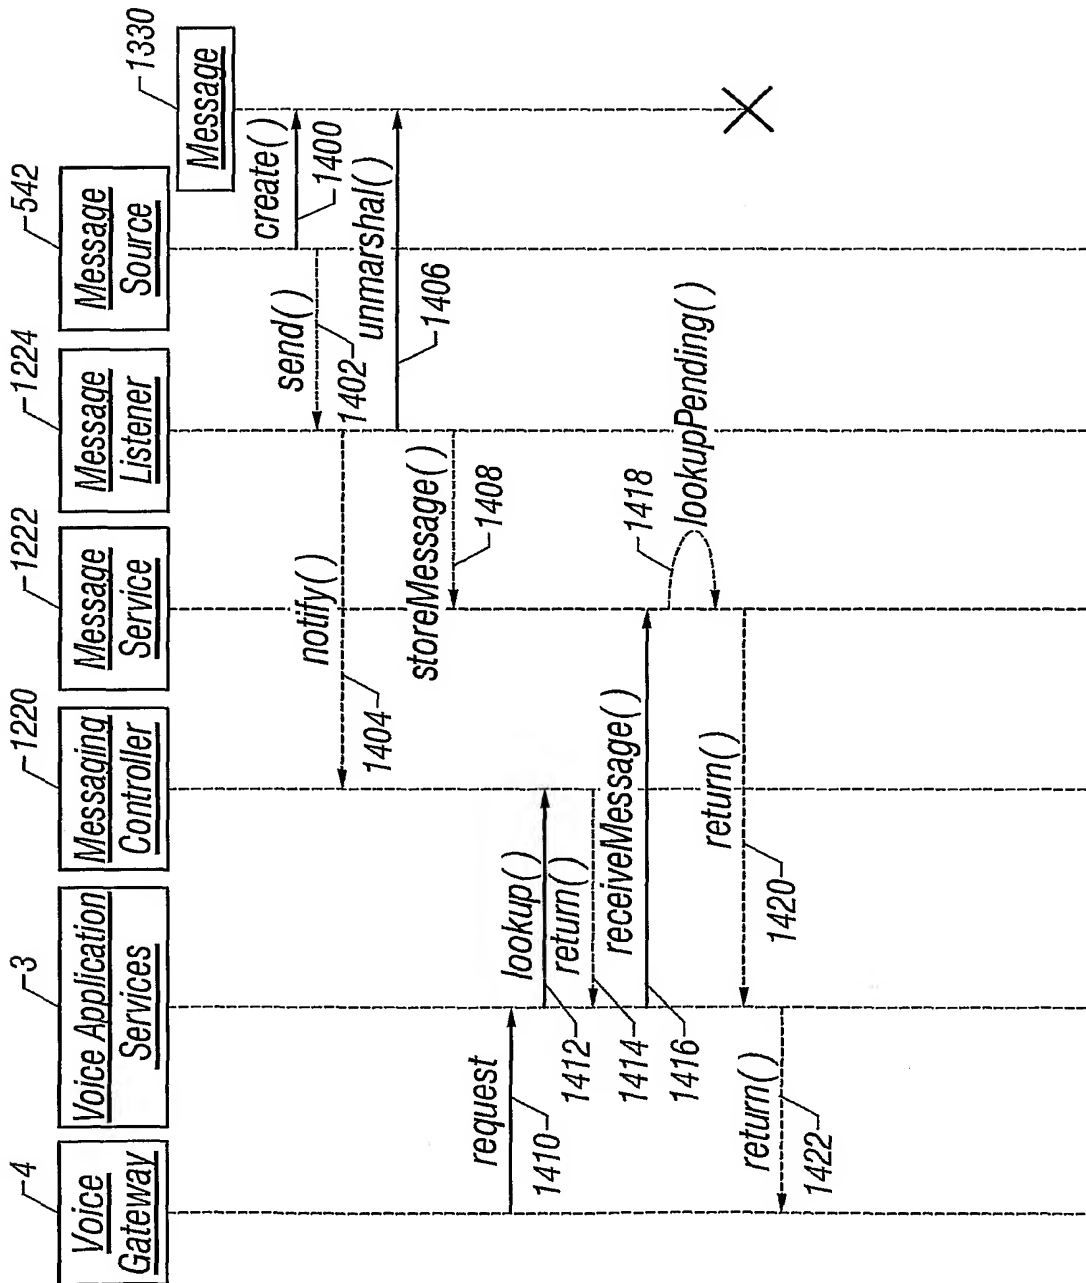 4
Voice
Gateway
3
Voice Application
Services
1220
Messaging
Controller
1222
Message
Service
1224
Message
Listener
542
Message
Source
1330
Message
create()
1400
send()
1402
unmarshal()
1406
notify()
1404
storeMessage()
1408
request
1410
lookup()
1412
return()
1414
receiveMessage()
1416
lookupPending()
1418
return()
1420
return()
1422